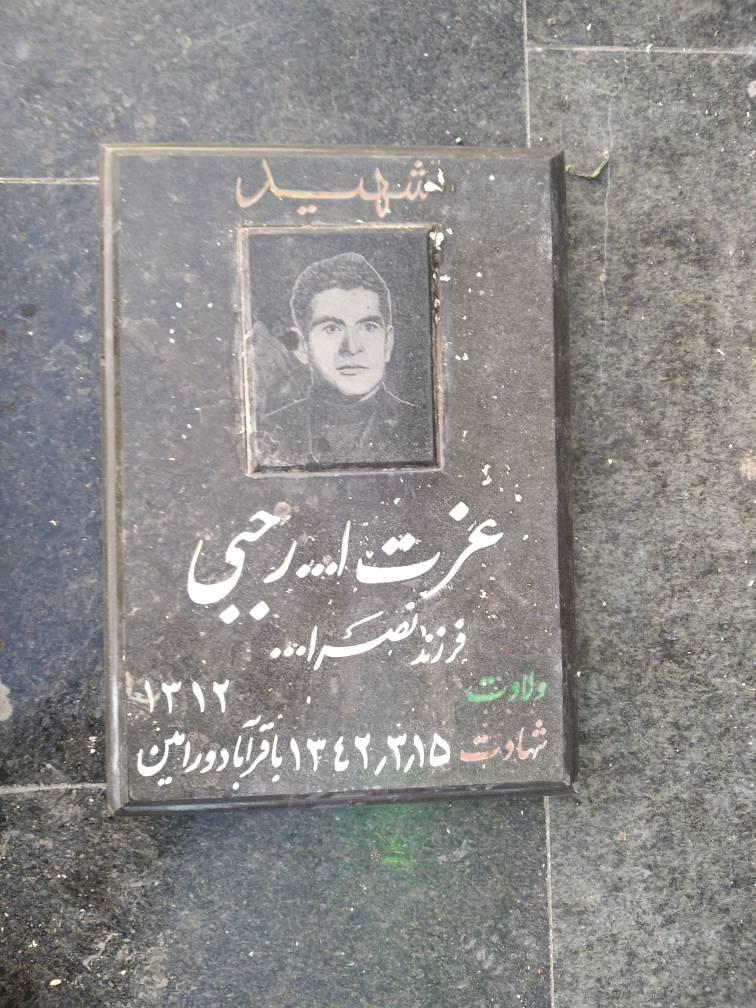 شهید
عزت ا... رجبی
فرزند نصرا...
ولادت ۱۳۱۲
شهادت ۱۳۴۲٫۳٫۱۵ باقرآباد ورامین